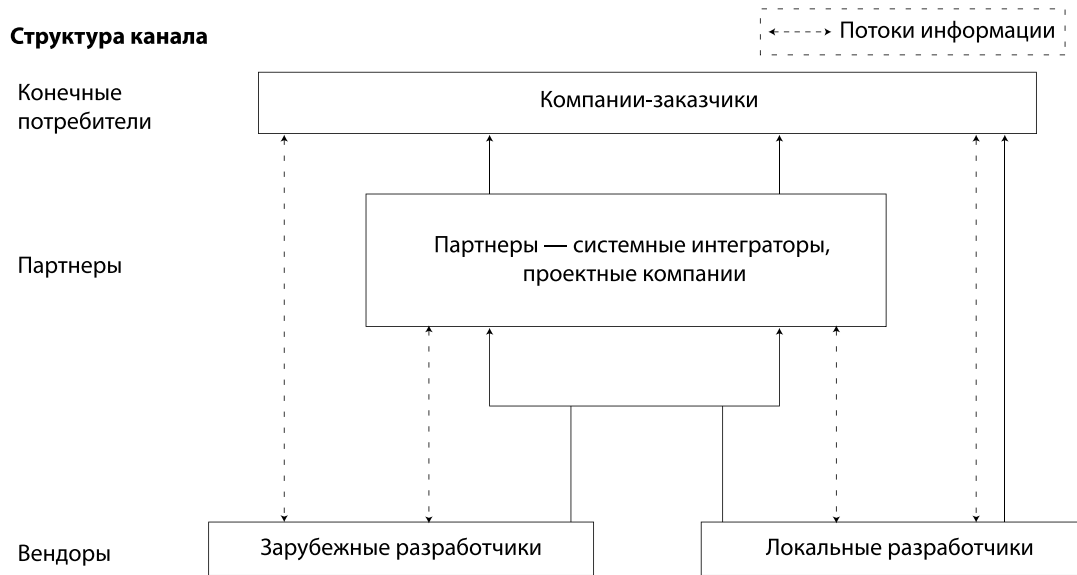 Структура канала
Потоки информации
Конечные
потребители
Компании-заказчики
Партнеры
Партнеры — системные интеграторы,
проектные компании
Вендоры
Зарубежные разработчики
Локальные разработчики